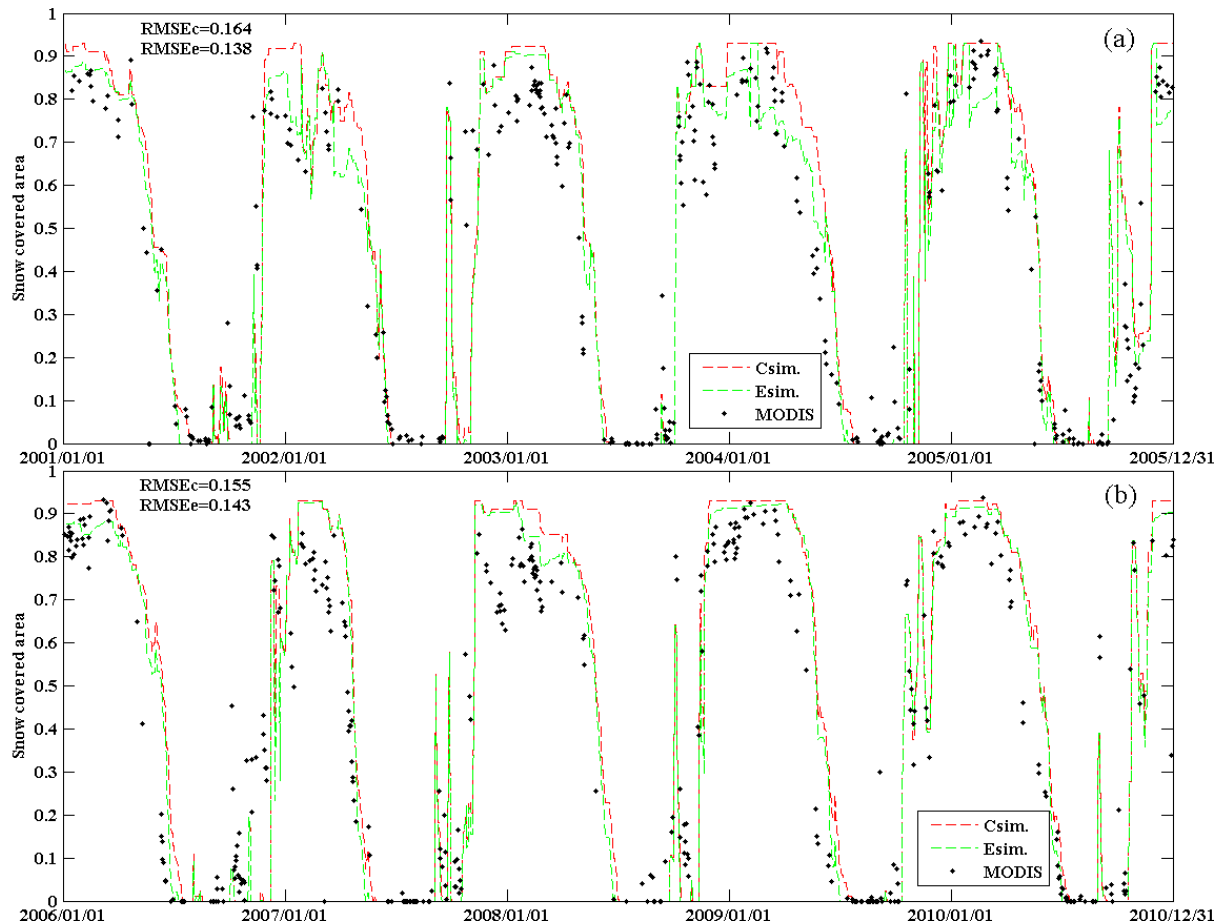 1
RMSEc=0.164
RMSEe=0.138
(a)
0.9
0.8
0.7
0.6
0.5
0.4
0.3
0.2
0.1
0
Snow covered area
Csim.
Esim.
MODIS
2001/01/01
2002/01/01
2003/01/01
2004/01/01
2005/01/01
2005/12/31
1
RMSEc=0.155
RMSEe=0.143
(b)
0.9
0.8
0.7
0.6
0.5
0.4
0.3
0.2
0.1
0
Snow covered area
Csim.
Esim.
MODIS
2006/01/01
2007/01/01
2008/01/01
2009/01/01
2010/01/01
2010/12/31